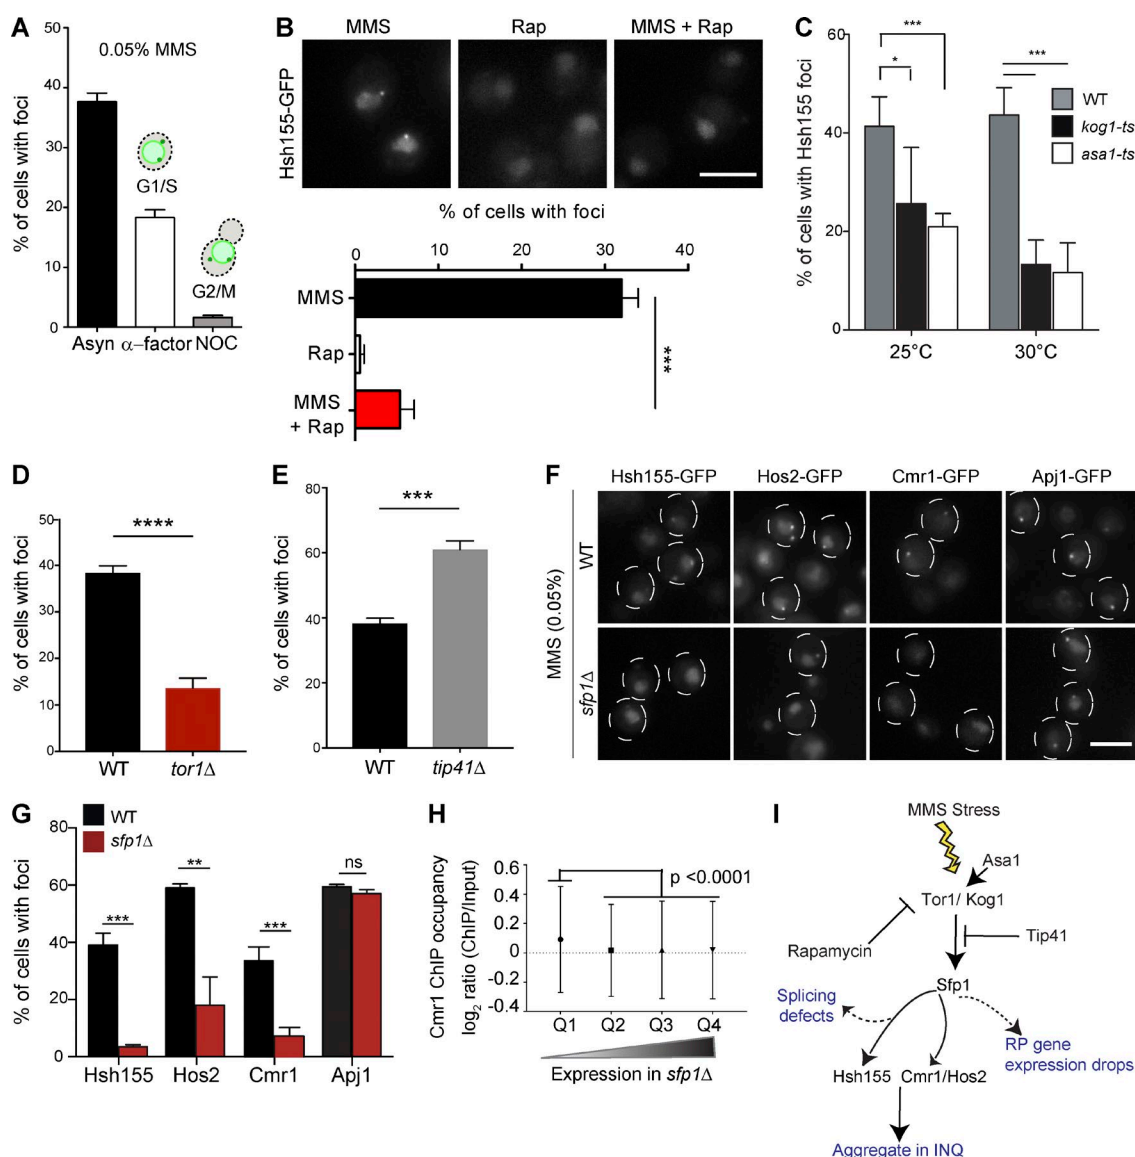 A
0.05% MMS
% of cells with foci
50
40
30
20
10
0
G1/S
G2/M
Asyn α–factor NOC
B
MMS Rap MMS + Rap
Hsh155-GFP
% of cells with foci
0 10 20 30 40
MMS
Rap
MMS
+ Rap
***
C
% of cells with Hsh155 foci
60
40
20
0
***
*
***
WT
kog1-ts
asa1-ts
25°C 30°C
D
% of cells with foci
50
40
30
20
10
0
****
WT tor1Δ
E
% of cells with foci
80
60
40
20
0
***
WT tip41Δ
F
Hsh155-GFP Hos2-GFP Cmr1-GFP Apj1-GFP
MMS (0.05%)
WT
sfp1Δ
G
WT
sfp1Δ
% of cells with foci
80
60
40
20
0
***
**
***
ns
Hsh155 Hos2 Cmr1 Apj1
H
Cmr1 ChIP occupancy
log2 ratio (ChIP/Input)
0.6
0.4
0.2
0
-0.2
-0.4
p <0.0001
Q1 Q2 Q3 Q4
Expression in sfp1Δ
I
MMS Stress
Asa1
Tor1/ Kog1
Rapamycin
Tip41
Sfp1
Splicing
defects
RP gene
expression drops
Hsh155 Cmr1/Hos2
Aggregate in INQ